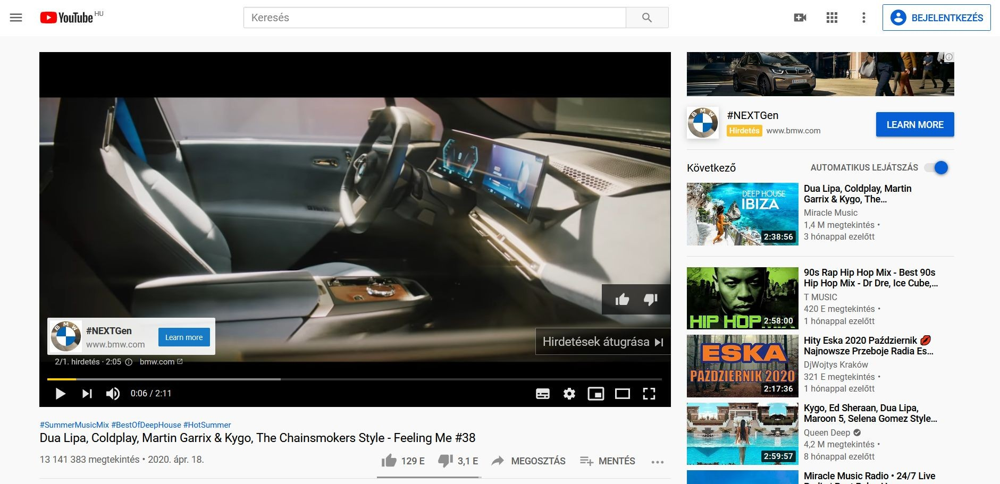 YouTube HU
Keresés
BEJELENTKEZÉS
#NEXTGen
www.bmw.com
Learn more
Hirdetések átugrása
2/1. hirdetés · 2:05 bmw.com
0:06 / 2:11
#SummerMusicMix #BestOfDeepHouse #HotSummer
Dua Lipa, Coldplay, Martin Garrix & Kygo, The Chainsmokers Style - Feeling Me #38
13 141 383 megtekintés • 2020. ápr. 18.
129 E
3,1 E
MEGOSZTÁS
MENTÉS
BMW
#NEXTGen
Hirdetés www.bmw.com
LEARN MORE
Következő
AUTOMATIKUS LEJÁTSZÁS
DEEP HOUSE
IBIZA
2:38:56
Dua Lipa, Coldplay, Martin
Garrix & Kygo, The...
Miracle Music
1,4 M megtekintés •
3 hónappal ezelőtt
HIP HOP MIX
2:58:00
90s Rap Hip Hop Mix - Best 90s
Hip Hop Mix - Dr Dre, Ice Cube,...
T MUSIC
420 E megtekintés •
1 hónappal ezelőtt
ESKA
PAŹDZIERNIK 2020
2:17:36
Hity Eska 2020 Październik 💋
Najnowsze Przeboje Radia Es...
DjWojtys Kraków
321 E megtekintés •
1 hónappal ezelőtt
2:59:57
Kygo, Ed Sheeran, Dua Lipa,
Maroon 5, Selena Gomez Style...
Queen Deep
4,2 M megtekintés •
8 hónappal ezelőtt
Miracle Music Radio • 24/7 Live